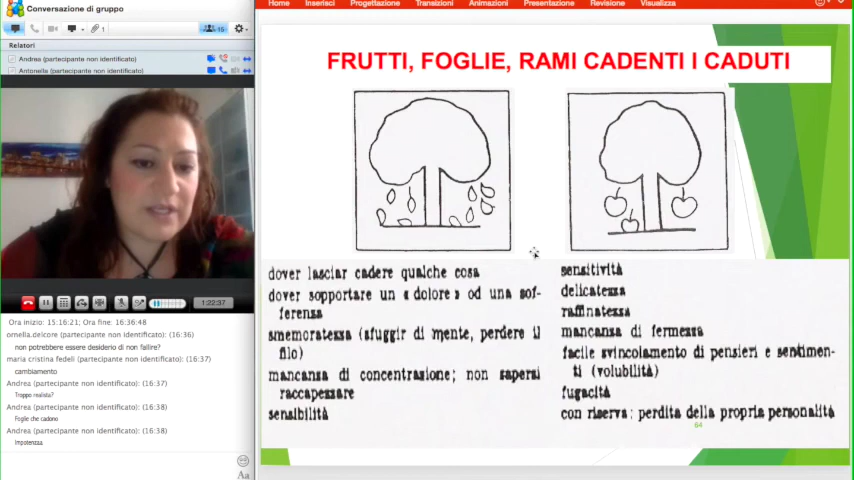 Conversazione di gruppo
15
1
Relatori
Andrea (partecipante non identificato)
Antonella (partecipante non identificato)
1:22:37
Ora inizio: 15:16:21; Ora fine: 16:36:48
ornella.delcore (partecipante non identificato): (16:36)
non potrebbere essere desiderio di non fallire?
maria cristina fedeli (partecipante non identificato): (16:37)
cambiamento
Andrea (partecipante non identificato): (16:37)
Troppo realista?
Andrea (partecipante non identificato): (16:38)
Foglie che cadono
Andrea (partecipante non identificato): (16:38)
Impotenzsa
Aa
Home Inserisci Progettazione Transizioni Animazioni Presentazione Revisione Visualizza
FRUTTI, FOGLIE, RAMI CADENTI I CADUTI
dover lasciar cadere qualche cosa
dover sopportare un «dolore» od una sof-
ferenza
smemoratezza (sfuggir di mente, perdere il
filo)
mancanza di concentrazione; non sapersi
raccapezzare
sensibilità
sensitività
delicatezza
raffinatezza
mancanza di fermezza
facile svincolamento di pensieri e sentimen-
ti (volubilità)
fugacità
con riserva: perdita della propria personalità
64